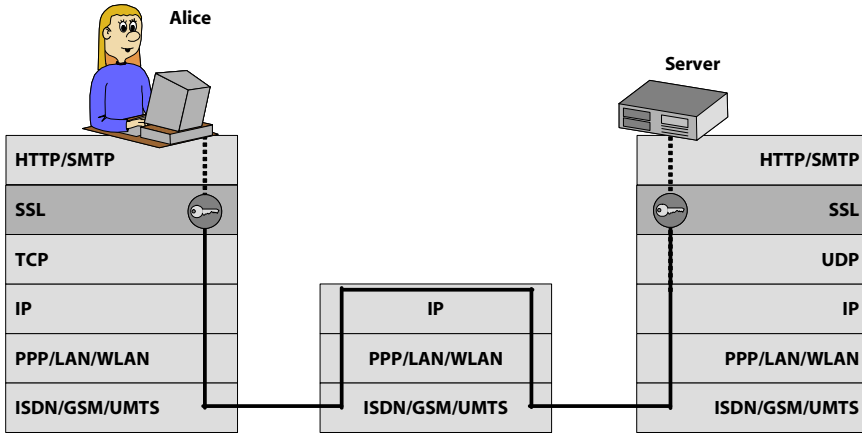 Alice
Server
HTTP/SMTP
SSL
TCP
IP
PPP/LAN/WLAN
ISDN/GSM/UMTS
IP
PPP/LAN/WLAN
ISDN/GSM/UMTS
HTTP/SMTP
SSL
UDP
IP
PPP/LAN/WLAN
ISDN/GSM/UMTS